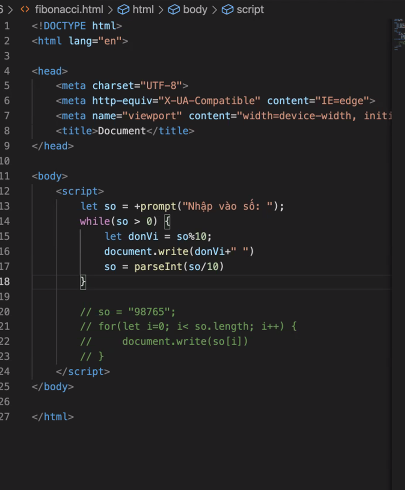 6 > fibonacci.html > html > body > script
1 <!DOCTYPE html>
2 <html lang="en">
3
4 <head>
5 <meta charset="UTF-8">
6 <meta http-equiv="X-UA-Compatible" content="IE=edge">
7 <meta name="viewport" content="width=device-width, initi
8 <title>Document</title>
9 </head>
10
11 <body>
12 <script>
13 let so = +prompt("Nhập vào số: ");
14 while(so > 0) {
15 let donVi = so%10;
16 document.write(donVi+" ")
17 so = parseInt(so/10)
18 }
19
20 // so = "98765";
21 // for(let i=0; i< so.length; i++) {
22 // document.write(so[i])
23 // }
24 </script>
25 </body>
26
27 </html>